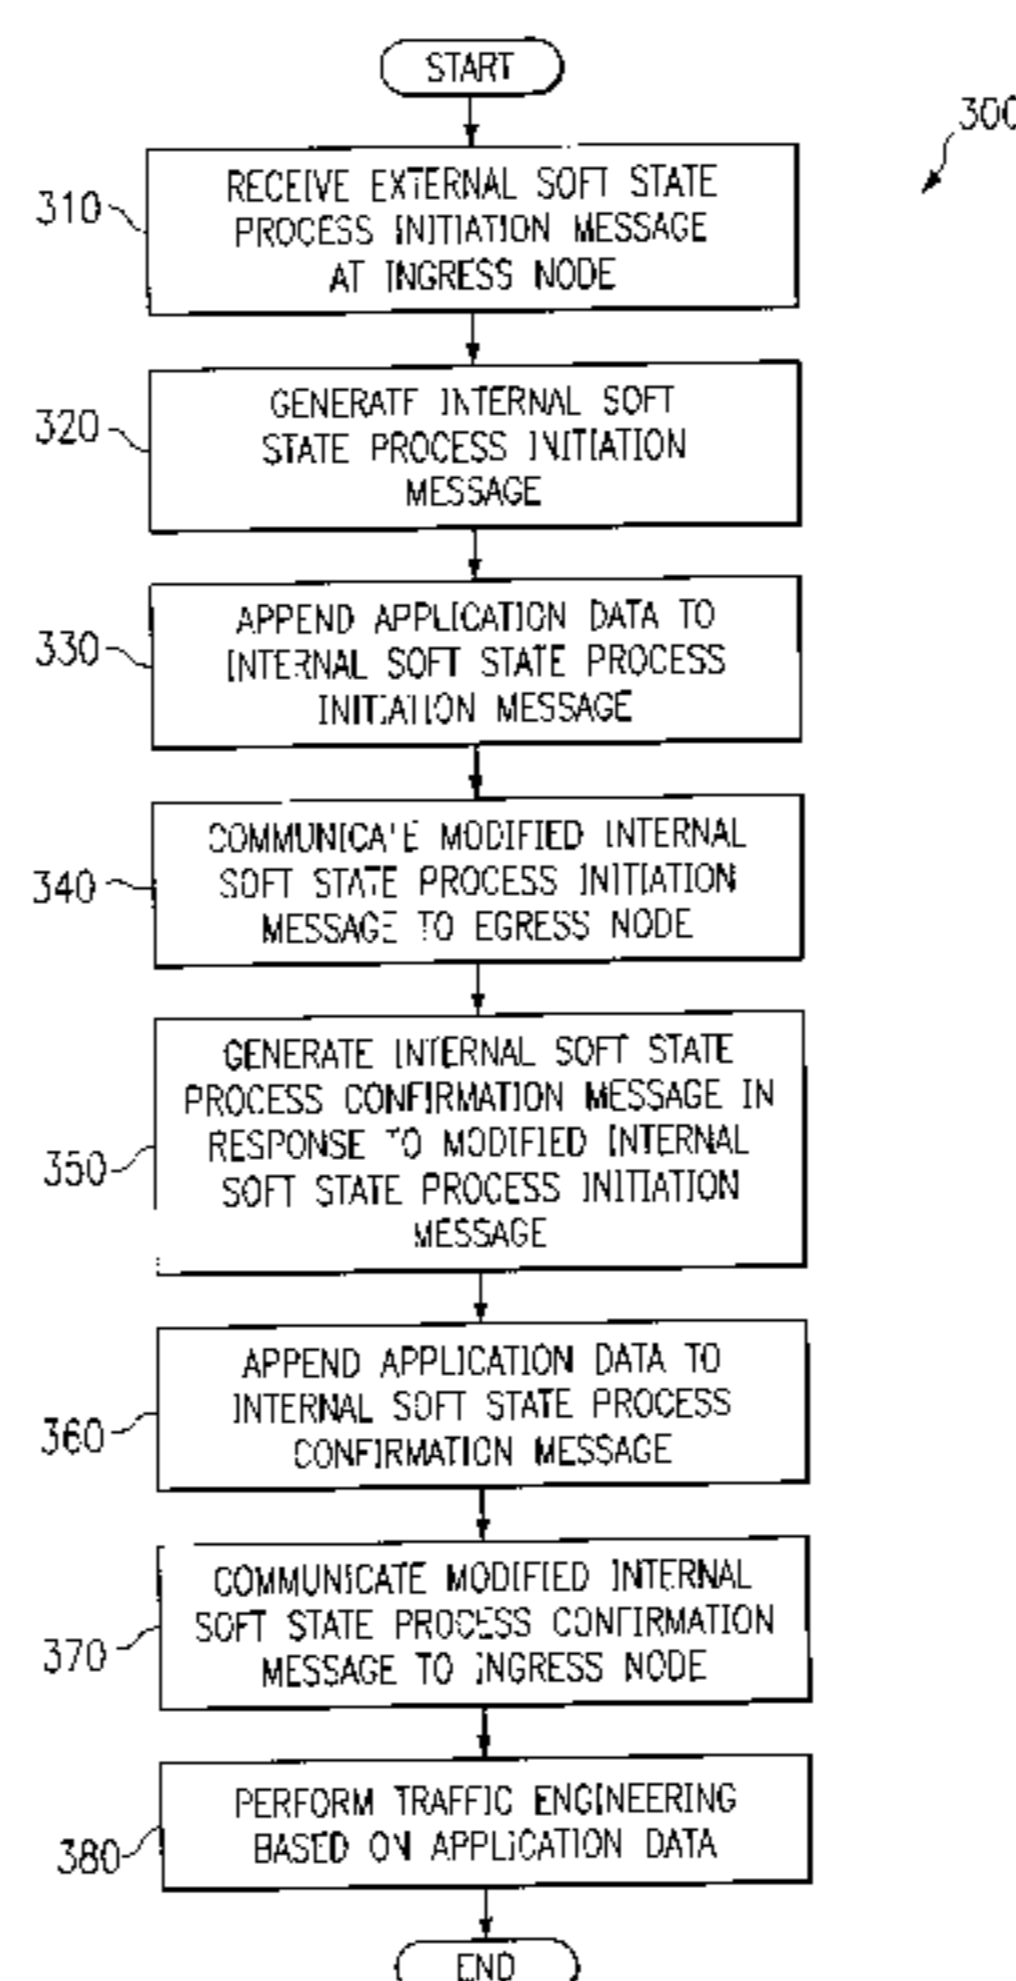 START
300
310
RECEIVE EXTERNAL SOFT STATE
PROCESS INITIATION MESSAGE
AT INGRESS NODE
320
GENERATE INTERNAL SOFT
STATE PROCESS INITIATION
MESSAGE
330
APPEND APPLICATION DATA TO
INTERNAL SOFT STATE PROCESS
INITIATION MESSAGE
340
COMMUNICATE MODIFIED INTERNAL
SOFT STATE PROCESS INITIATION
MESSAGE TO EGRESS NODE
350
GENERATE INTERNAL SOFT STATE
PROCESS CONFIRMATION MESSAGE IN
RESPONSE TO MODIFIED INTERNAL
SOFT STATE PROCESS INITIATION
MESSAGE
360
APPEND APPLICATION DATA TO
INTERNAL SOFT STATE PROCESS
CONFIRMATION MESSAGE
370
COMMUNICATE MODIFIED INTERNAL
SOFT STATE PROCESS CONFIRMATION
MESSAGE TO INGRESS NODE
380
PERFORM TRAFFIC ENGINEERING
BASED ON APPLICATION DATA
END